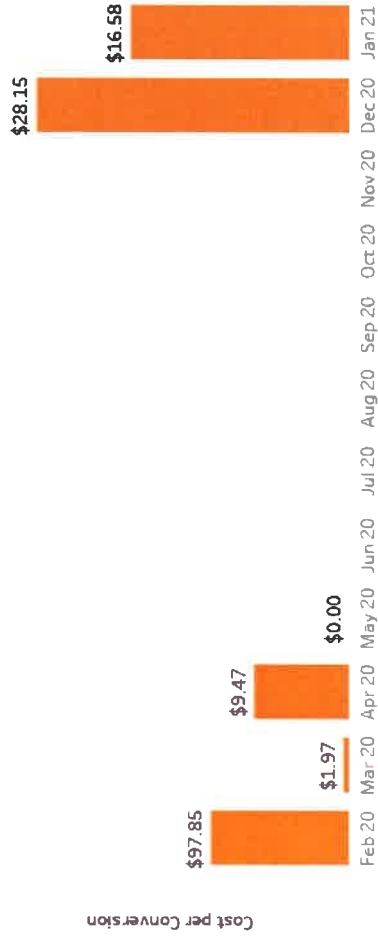 Cost per Conversion
$97.85
$1.97
$9.47
$0.00
$28.15
$16.58
Feb 20
Mar 20
Apr 20
May 20
Jun 20
Jul 20
Aug 20
Sep 20
Oct 20
Nov 20
Dec 20
Jan 21